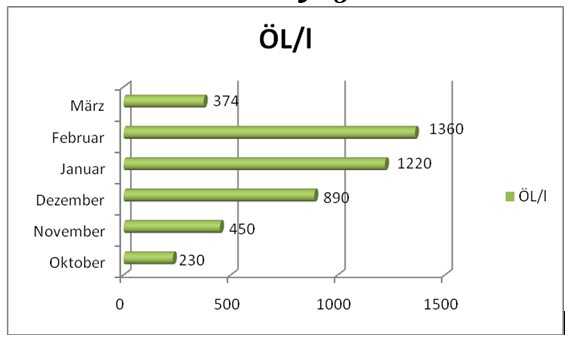 ÖL/l
März 374
Februar 1360
Januar 1220
Dezember 890
November 450
Oktober 230
0 500 1000 1500
ÖL/l